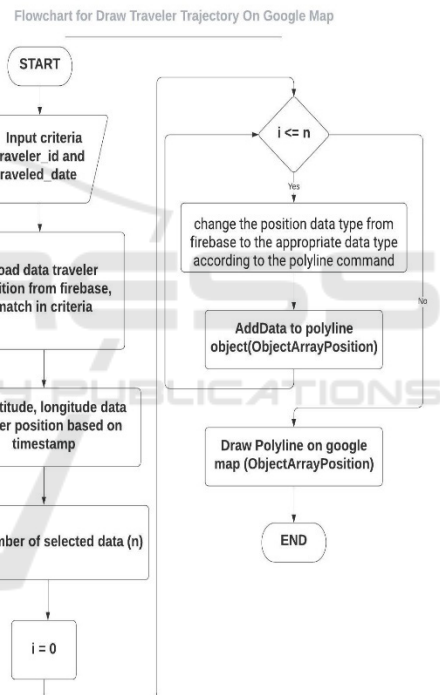 Flowchart for Draw Traveler Trajectory On Google Map
START
Input criteria
raveler_id and
raveled_date
oad data traveler
ition from firebase,
match in criteria
titude, longitude data
er position based on
timestamp
mber of selected data (n)
i = 0
i <= n
Yes
change the position data type from
firebase to the appropriate data type
according to the polyline command
No
AddData to polyline
object(ObjectArrayPosition)
Draw Polyline on google
map (ObjectArrayPosition)
END
PUBLICATIONS